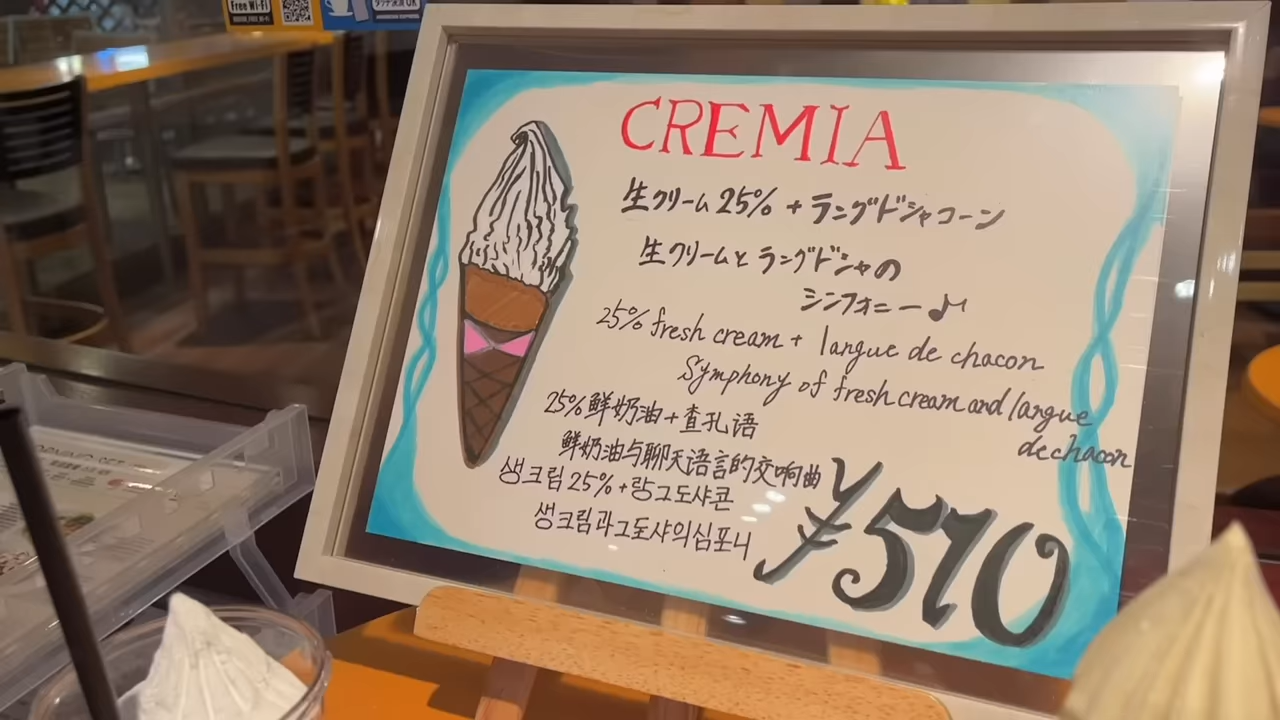 Free Wi-Fi
CREMIA
生クリーム 25% + ラングドシャコーン
生クリームと ラングドシャの
シンフォニー♪
25% fresh cream + langue de chacon
Symphony of fresh cream and langue
de chacon
25%鲜奶油+查孔语
鲜奶油与聊天语言的交响曲
생크림 25%+랑그도샤콘
생크림과그도샤의심포니
¥570